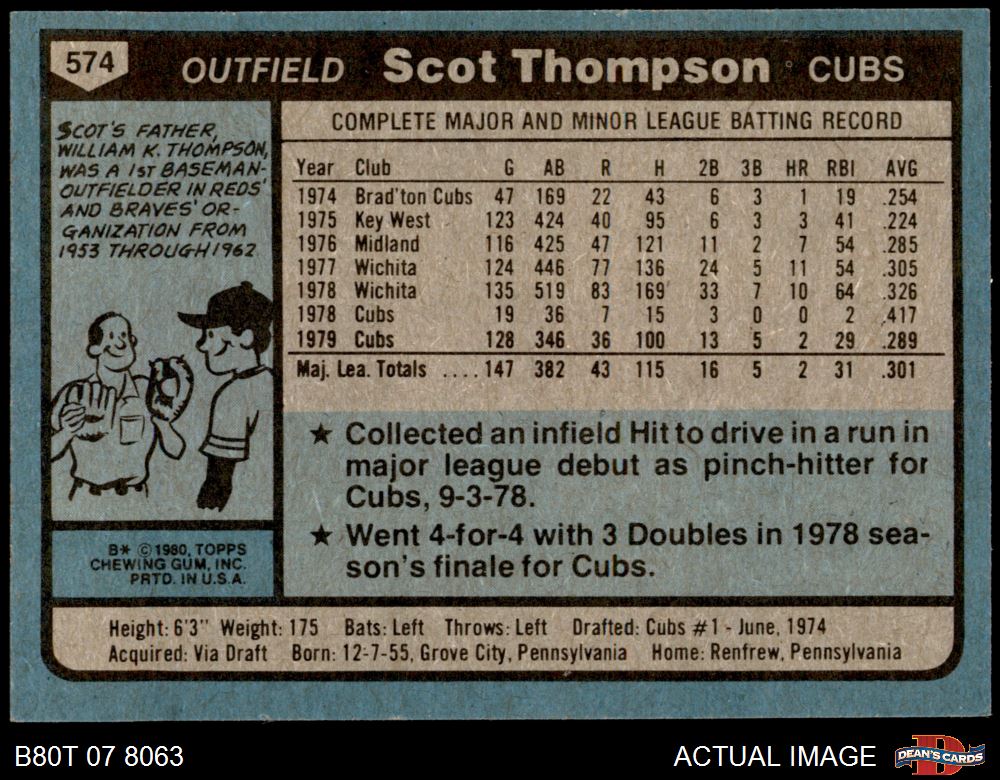 574 OUTFIELD Scot Thompson CUBS
SCOT'S FATHER,
WILLIAM K. THOMPSON,
WAS A 1ST BASEMAN-
OUTFIELDER IN REDS'
AND BRAVES' OR-
GANIZATION FROM
1953 THROUGH 1962
COMPLETE MAJOR AND MINOR LEAGUE BATTING RECORD
Year Club G AB R H 2B 3B HR RBI AVG
1974 Brad'ton Cubs 47 169 22 43 6 3 1 19 .254
1975 Key West 123 424 40 95 6 3 3 41 .224
1976 Midland 116 425 47 121 11 2 7 54 .285
1977 Wichita 124 446 77 136 24 5 11 54 .305
1978 Wichita 135 519 83 169 33 7 10 64 .326
1978 Cubs 19 36 7 15 3 0 0 2 .417
1979 Cubs 128 346 36 100 13 5 2 29 .289
Maj. Lea. Totals .... 147 382 43 115 16 5 2 31 .301
★ Collected an infield Hit to drive in a run in
major league debut as pinch-hitter for
Cubs, 9-3-78.
★ Went 4-for-4 with 3 Doubles in 1978 sea-
son's finale for Cubs.
B* © 1980, TOPPS
CHEWING GUM, INC.
PRTD. IN U.S.A.
Height: 6'3" Weight: 175 Bats: Left Throws: Left Drafted: Cubs #1 - June, 1974
Acquired: Via Draft Born: 12-7-55, Grove City, Pennsylvania Home: Renfrew, Pennsylvania
B80T 07 8063 ACTUAL IMAGE
D
DEAN'S CARDS